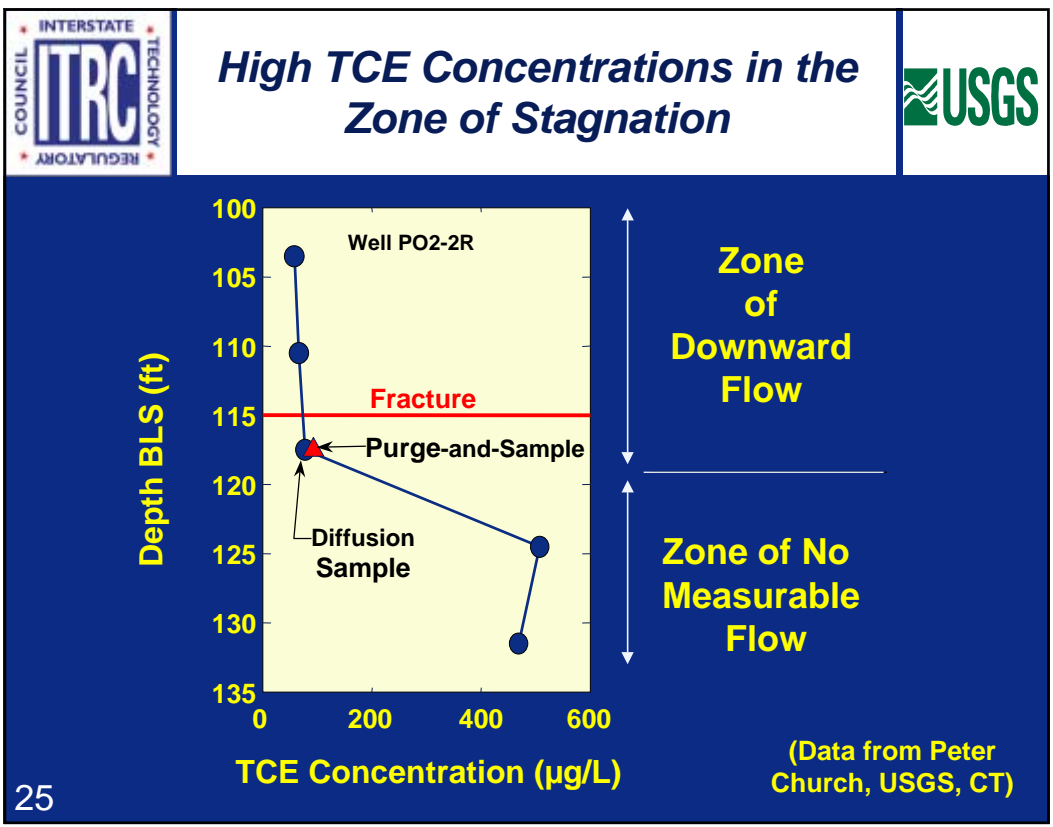 INTERSTATE
TECHNOLOGY
REGULATORY
COUNCIL
ITRC
High TCE Concentrations in the
Zone of Stagnation
USGS
100
105
110
115
120
125
130
135
Depth BLS (ft)
Well PO2-2R
Fracture
Purge-and-Sample
Diffusion
Sample
0 200 400 600
TCE Concentration (µg/L)
Zone
of
Downward
Flow
Zone of No
Measurable
Flow
(Data from Peter
Church, USGS, CT)
25